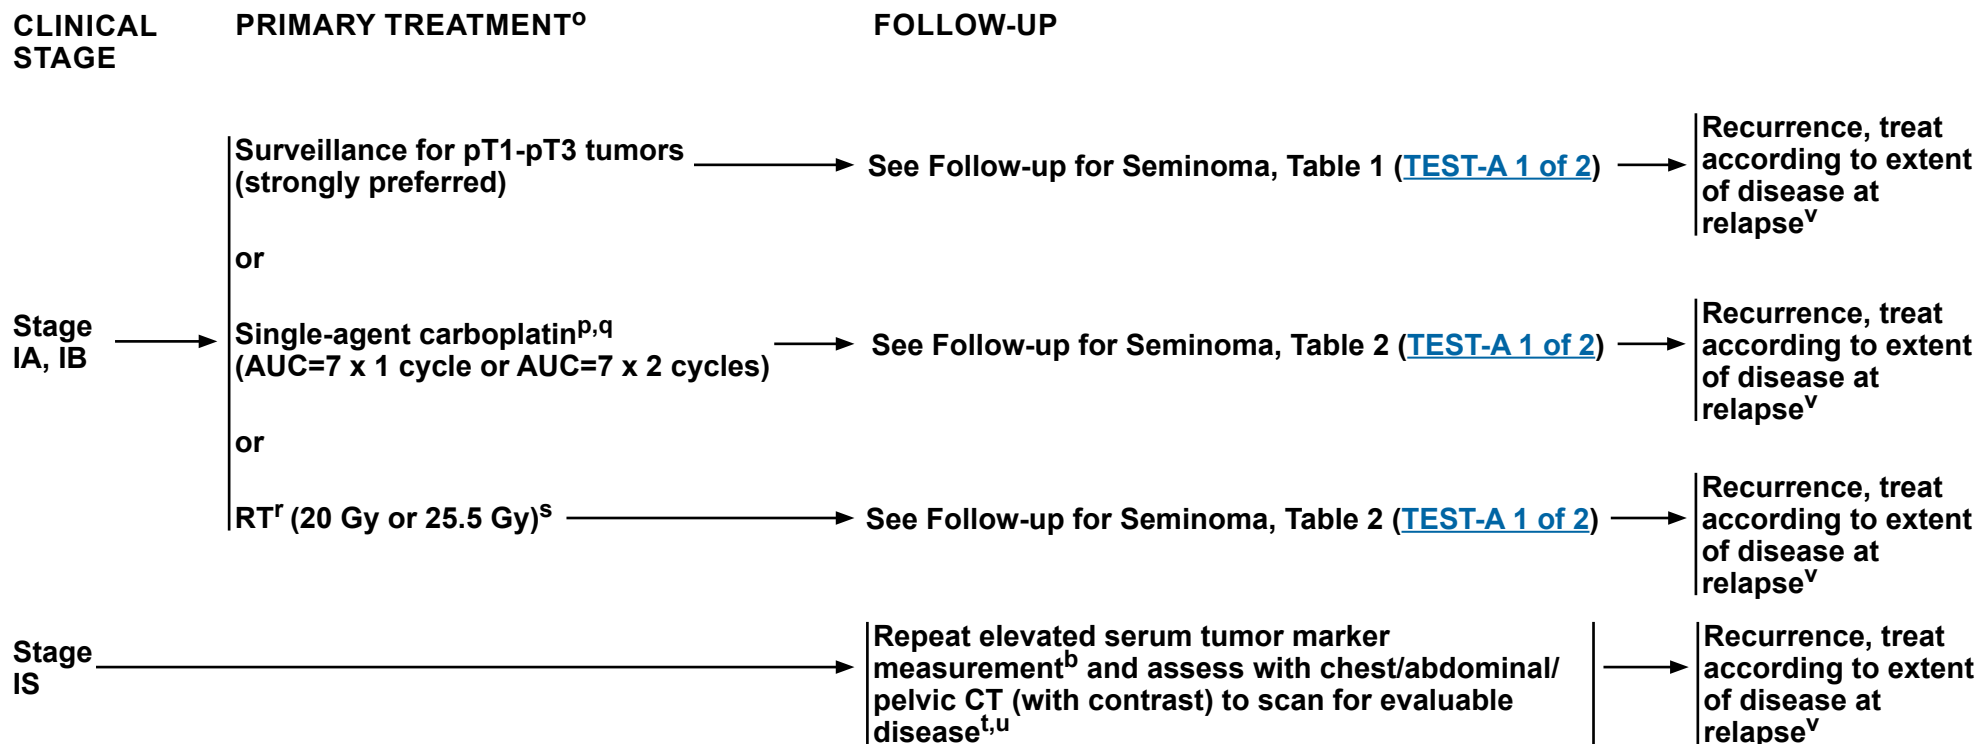 CLINICAL
STAGE
PRIMARY TREATMENTᵒ
FOLLOW-UP
Surveillance for pT1-pT3 tumors
(strongly preferred)
See Follow-up for Seminoma, Table 1 (TEST-A 1 of 2)
Recurrence, treat
according to extent
of disease at
relapseᵛ
or
Stage
IA, IB
Single-agent carboplatinᵖ,q
(AUC=7 x 1 cycle or AUC=7 x 2 cycles)
See Follow-up for Seminoma, Table 2 (TEST-A 1 of 2)
Recurrence, treat
according to extent
of disease at
relapseᵛ
or
RTʳ (20 Gy or 25.5 Gy)ˢ
See Follow-up for Seminoma, Table 2 (TEST-A 1 of 2)
Recurrence, treat
according to extent
of disease at
relapseᵛ
Stage
IS
Repeat elevated serum tumor marker
measurementᵇ and assess with chest/abdominal/
pelvic CT (with contrast) to scan for evaluable
diseaseᵗ,ᵘ
Recurrence, treat
according to extent
of disease at
relapseᵛ